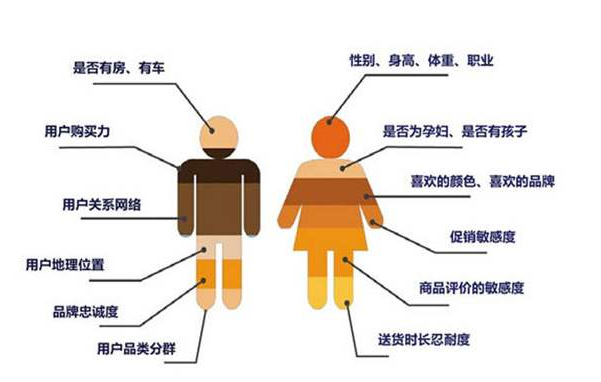 是否有房、有车
用户购买力
用户关系网络
用户地理位置
品牌忠诚度
用户品类分群
性别、身高、体重、职业
是否为孕妇、是否有孩子
喜欢的颜色、喜欢的品牌
促销敏感度
商品评价的敏感度
送货时长忍耐度